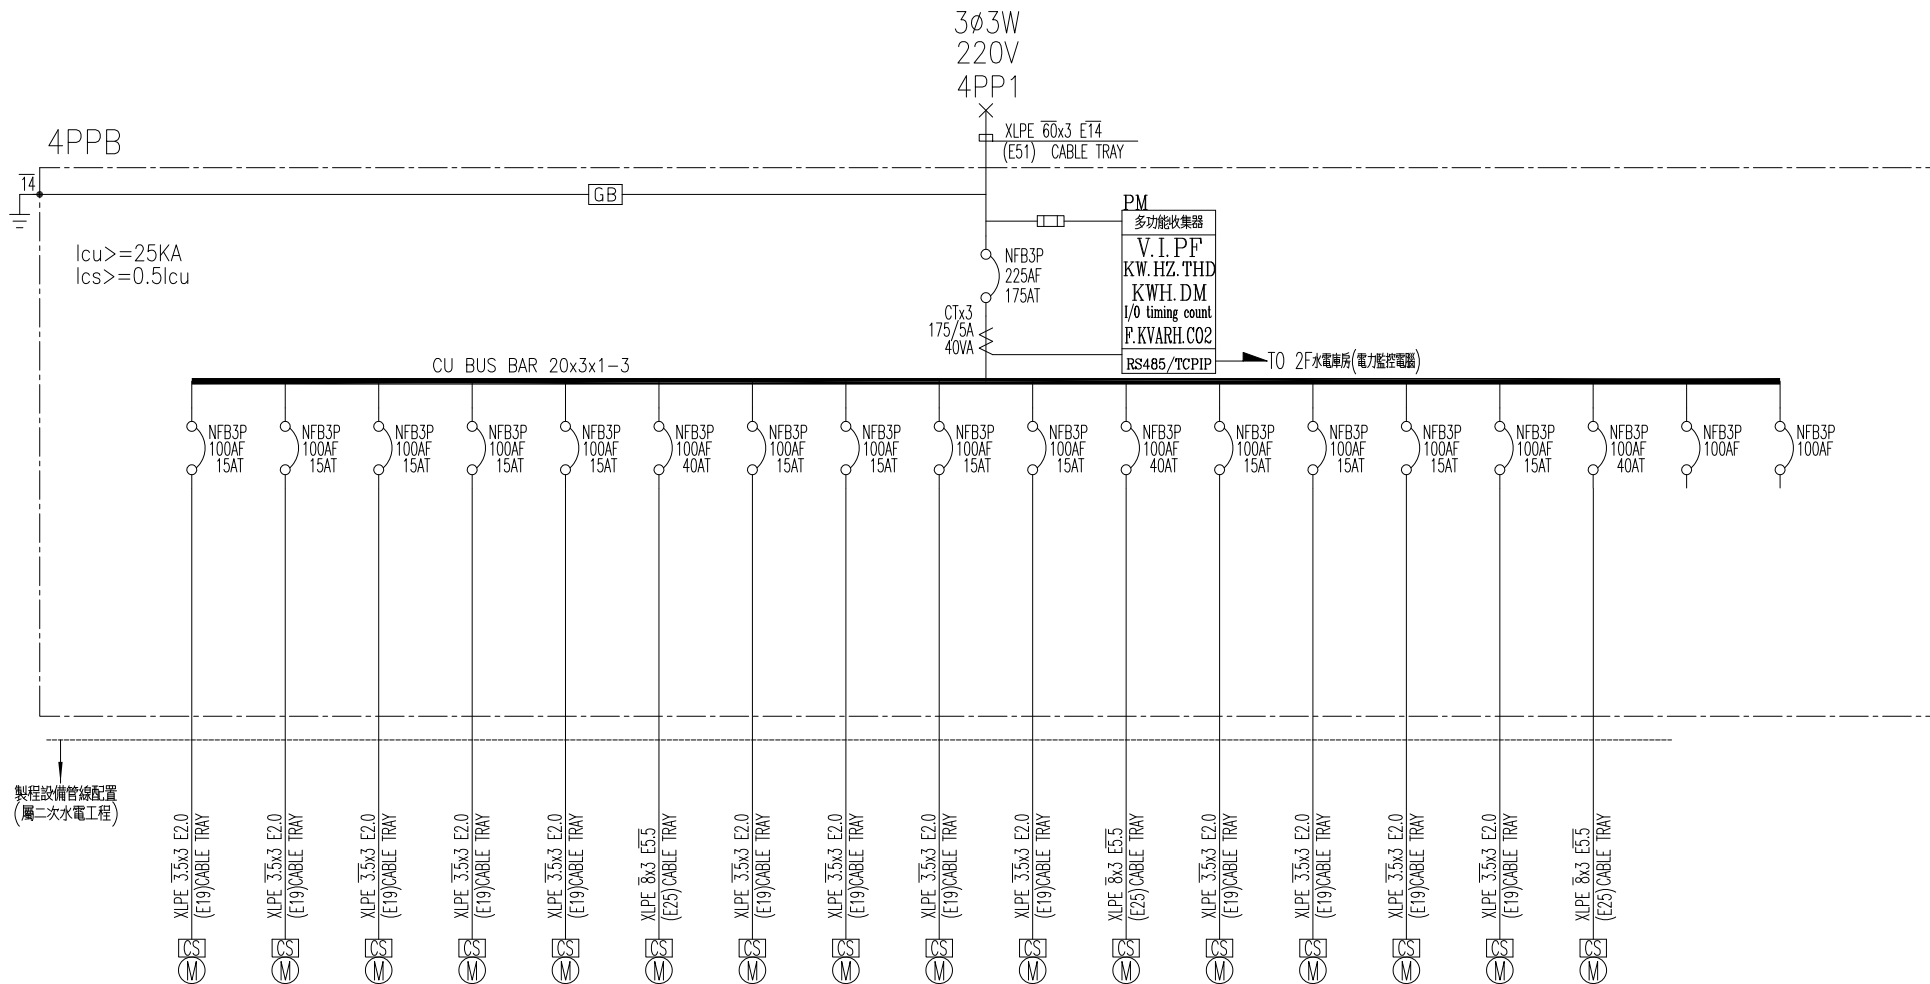 3ø3W
220V
4PP1
XLPE 60x3 E14
(E51) CABLE TRAY
4PPB
14
GB
Icu>=25KA
Ics>=0.5Icu
PM
多功能收集器
V.I.PF
KW.HZ.THD
KWH.DM
I/O timing count
F.KVARH.CO2
RS485/TCPIP
TO 2F水電庫房(電力監控電腦)
NFB3P
225AF
175AT
CTx3
175/5A
40VA
CU BUS BAR 20x3x1-3
NFB3P
100AF
15AT
NFB3P
100AF
15AT
NFB3P
100AF
15AT
NFB3P
100AF
15AT
NFB3P
100AF
15AT
NFB3P
100AF
40AT
NFB3P
100AF
15AT
NFB3P
100AF
15AT
NFB3P
100AF
15AT
NFB3P
100AF
15AT
NFB3P
100AF
40AT
NFB3P
100AF
15AT
NFB3P
100AF
15AT
NFB3P
100AF
15AT
NFB3P
100AF
15AT
NFB3P
100AF
40AT
NFB3P
100AF
NFB3P
100AF
製程設備管線配置
(屬二次水電工程)
XLPE 3.5x3 E2.0
(E19)CABLE TRAY
CS
M
XLPE 3.5x3 E2.0
(E19)CABLE TRAY
CS
M
XLPE 3.5x3 E2.0
(E19)CABLE TRAY
CS
M
XLPE 3.5x3 E2.0
(E19)CABLE TRAY
CS
M
XLPE 3.5x3 E2.0
(E19)CABLE TRAY
CS
M
XLPE 8x3 E5.5
(E25)CABLE TRAY
CS
M
XLPE 3.5x3 E2.0
(E19)CABLE TRAY
CS
M
XLPE 3.5x3 E2.0
(E19)CABLE TRAY
CS
M
XLPE 3.5x3 E2.0
(E19)CABLE TRAY
CS
M
XLPE 3.5x3 E2.0
(E19)CABLE TRAY
CS
M
XLPE 8x3 E5.5
(E25)CABLE TRAY
CS
M
XLPE 3.5x3 E2.0
(E19)CABLE TRAY
CS
M
XLPE 3.5x3 E2.0
(E19)CABLE TRAY
CS
M
XLPE 3.5x3 E2.0
(E19)CABLE TRAY
CS
M
XLPE 3.5x3 E2.0
(E19)CABLE TRAY
CS
M
XLPE 8x3 E5.5
(E25)CABLE TRAY
CS
M